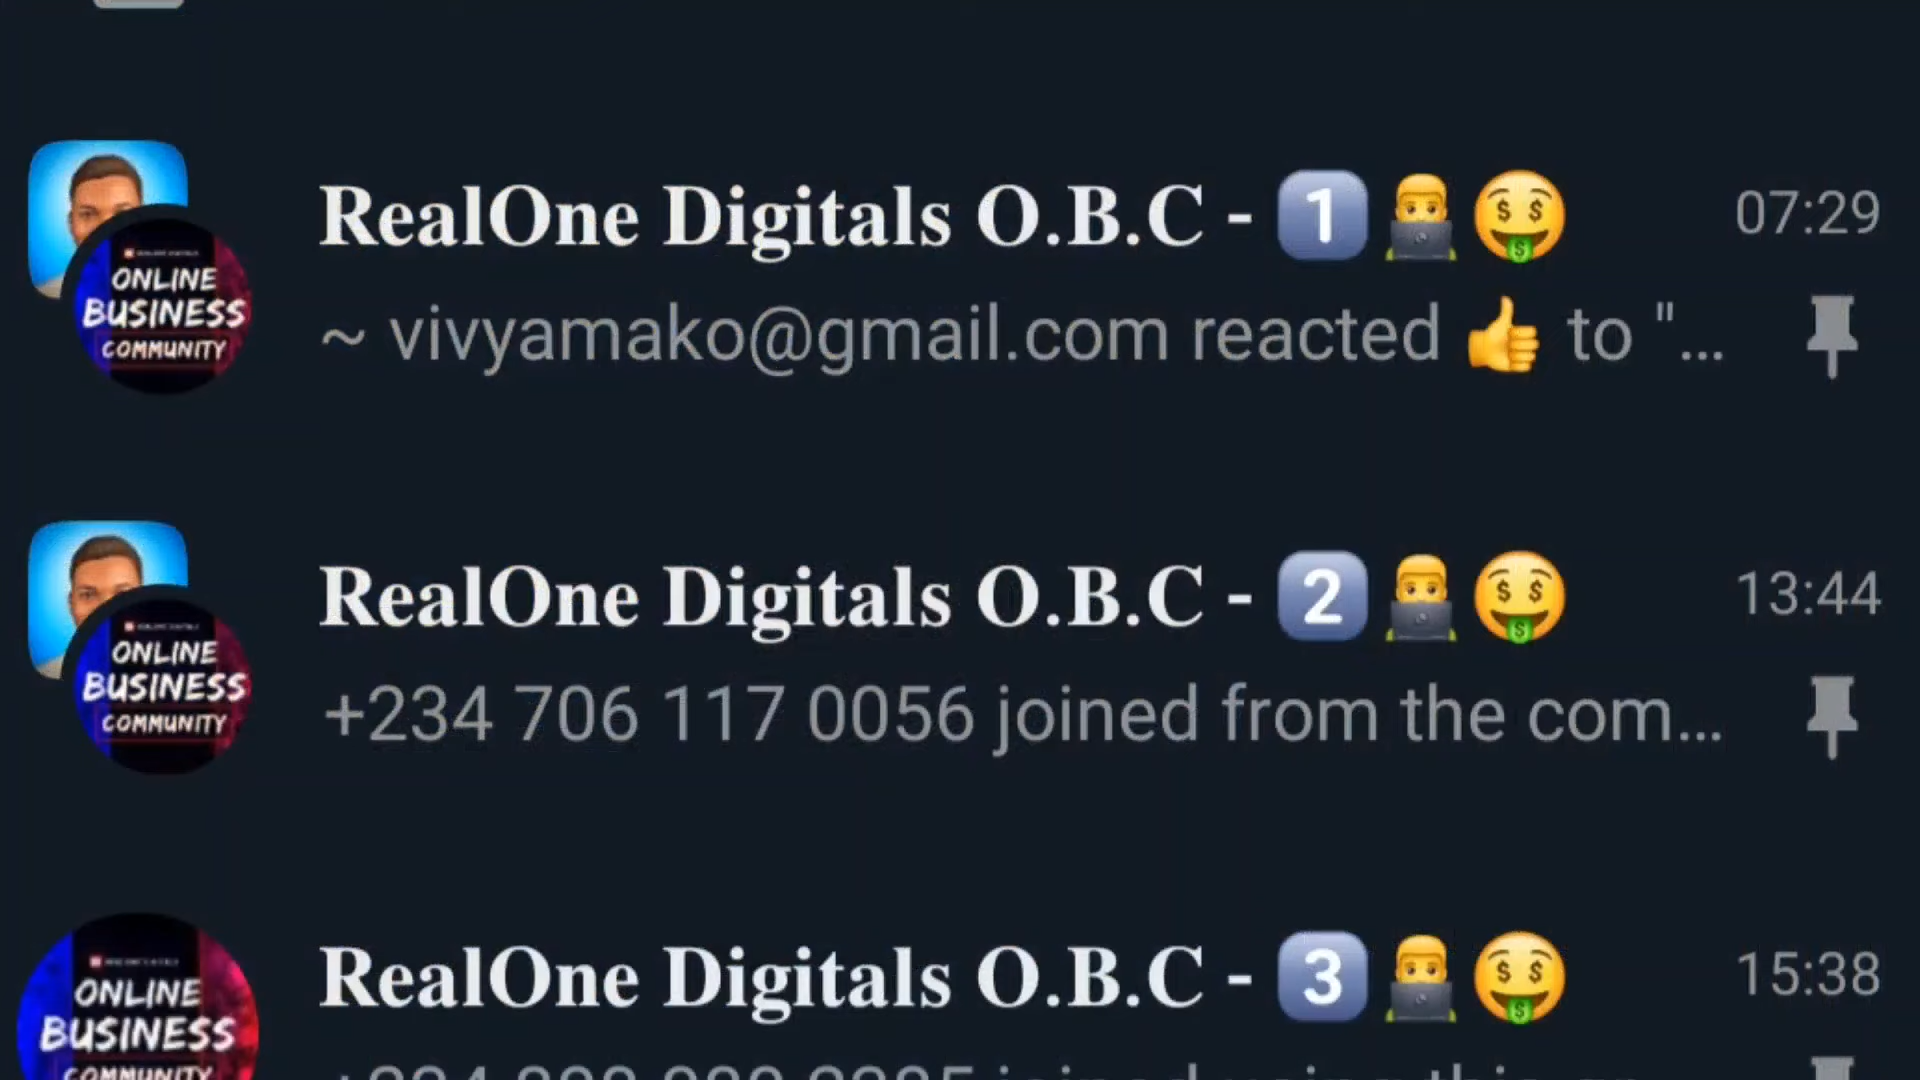 RealOne Digitals O.B.C - 1️⃣👨‍💻🤑 07:29
~ vivyamako@gmail.com reacted 👍 to "...
ONLINE
BUSINESS
COMMUNITY
RealOne Digitals O.B.C - 2️⃣👨‍💻🤑 13:44
+234 706 117 0056 joined from the com...
ONLINE
BUSINESS
COMMUNITY
RealOne Digitals O.B.C - 3️⃣👨‍💻🤑 15:38
ONLINE
BUSINESS
COMMUNITY